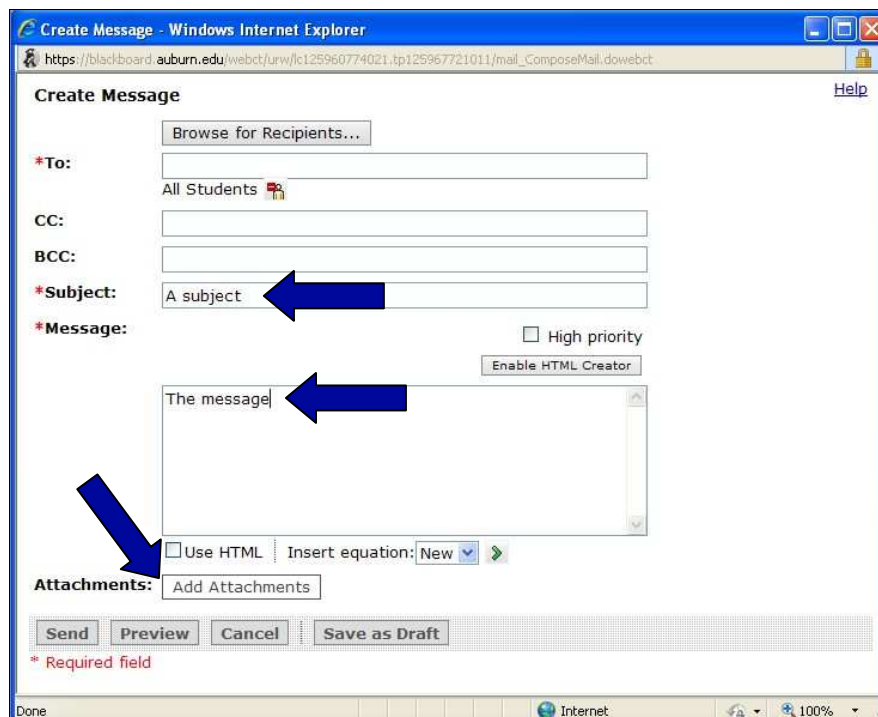 Create Message - Windows Internet Explorer
https://blackboard.auburn.edu/webct/urw/lc125960774021.tp125967721011/mail_ComposeMail.dowebct
Create Message
Help
Browse for Recipients...
*To:
All Students
CC:
BCC:
*Subject: A subject
*Message:
High priority
Enable HTML Creator
The message
Use HTML Insert equation: New
Attachments: Add Attachments
Send Preview Cancel Save as Draft
* Required field
Done Internet 100%